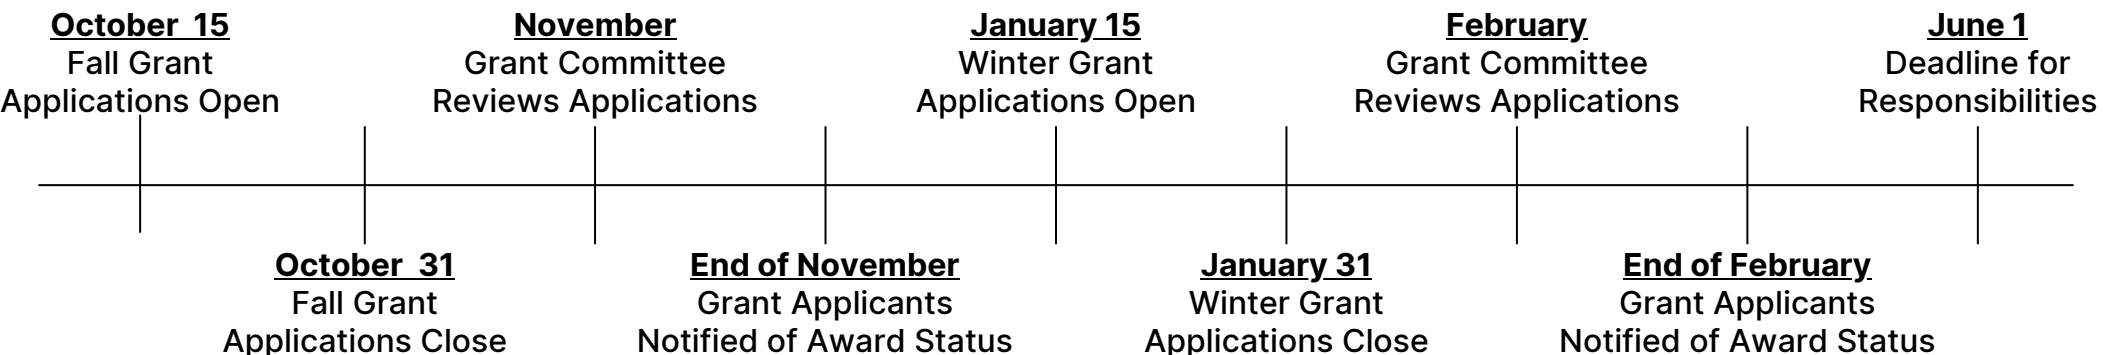 October  15
Fall Grant
Applications Open
November
Grant Committee
Reviews Applications
January 15
Winter Grant
Applications Open
February
Grant Committee
Reviews Applications
June 1
Deadline for
Responsibilities
October  31
Fall Grant
Applications Close
End of November
Grant Applicants
Notified of Award Status
January 31
Winter Grant
Applications Close
End of February
Grant Applicants
Notified of Award Status